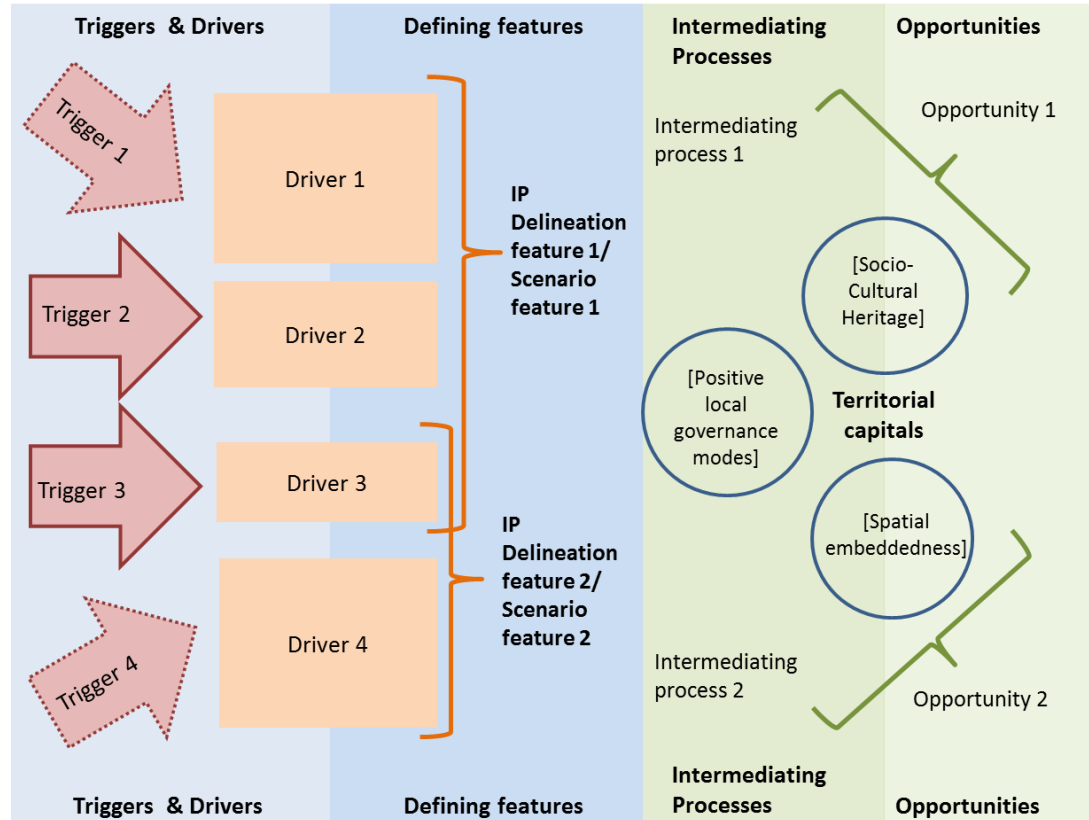 Triggers & Drivers
Defining features
Intermediating
Processes
Opportunities
Trigger 1
Trigger 2
Trigger 3
Trigger 4
Driver 1
Driver 2
Driver 3
Driver 4
IP
Delineation
feature 1/
Scenario
feature 1
IP
Delineation
feature 2/
Scenario
feature 2
Intermediating
process 1
Opportunity 1
[Socio-
Cultural
Heritage]
[Positive
local
governance
modes]
Territorial
capitals
[Spatial
embeddedness]
Intermediating
process 2
Opportunity 2
Triggers & Drivers
Defining features
Intermediating
Processes
Opportunities